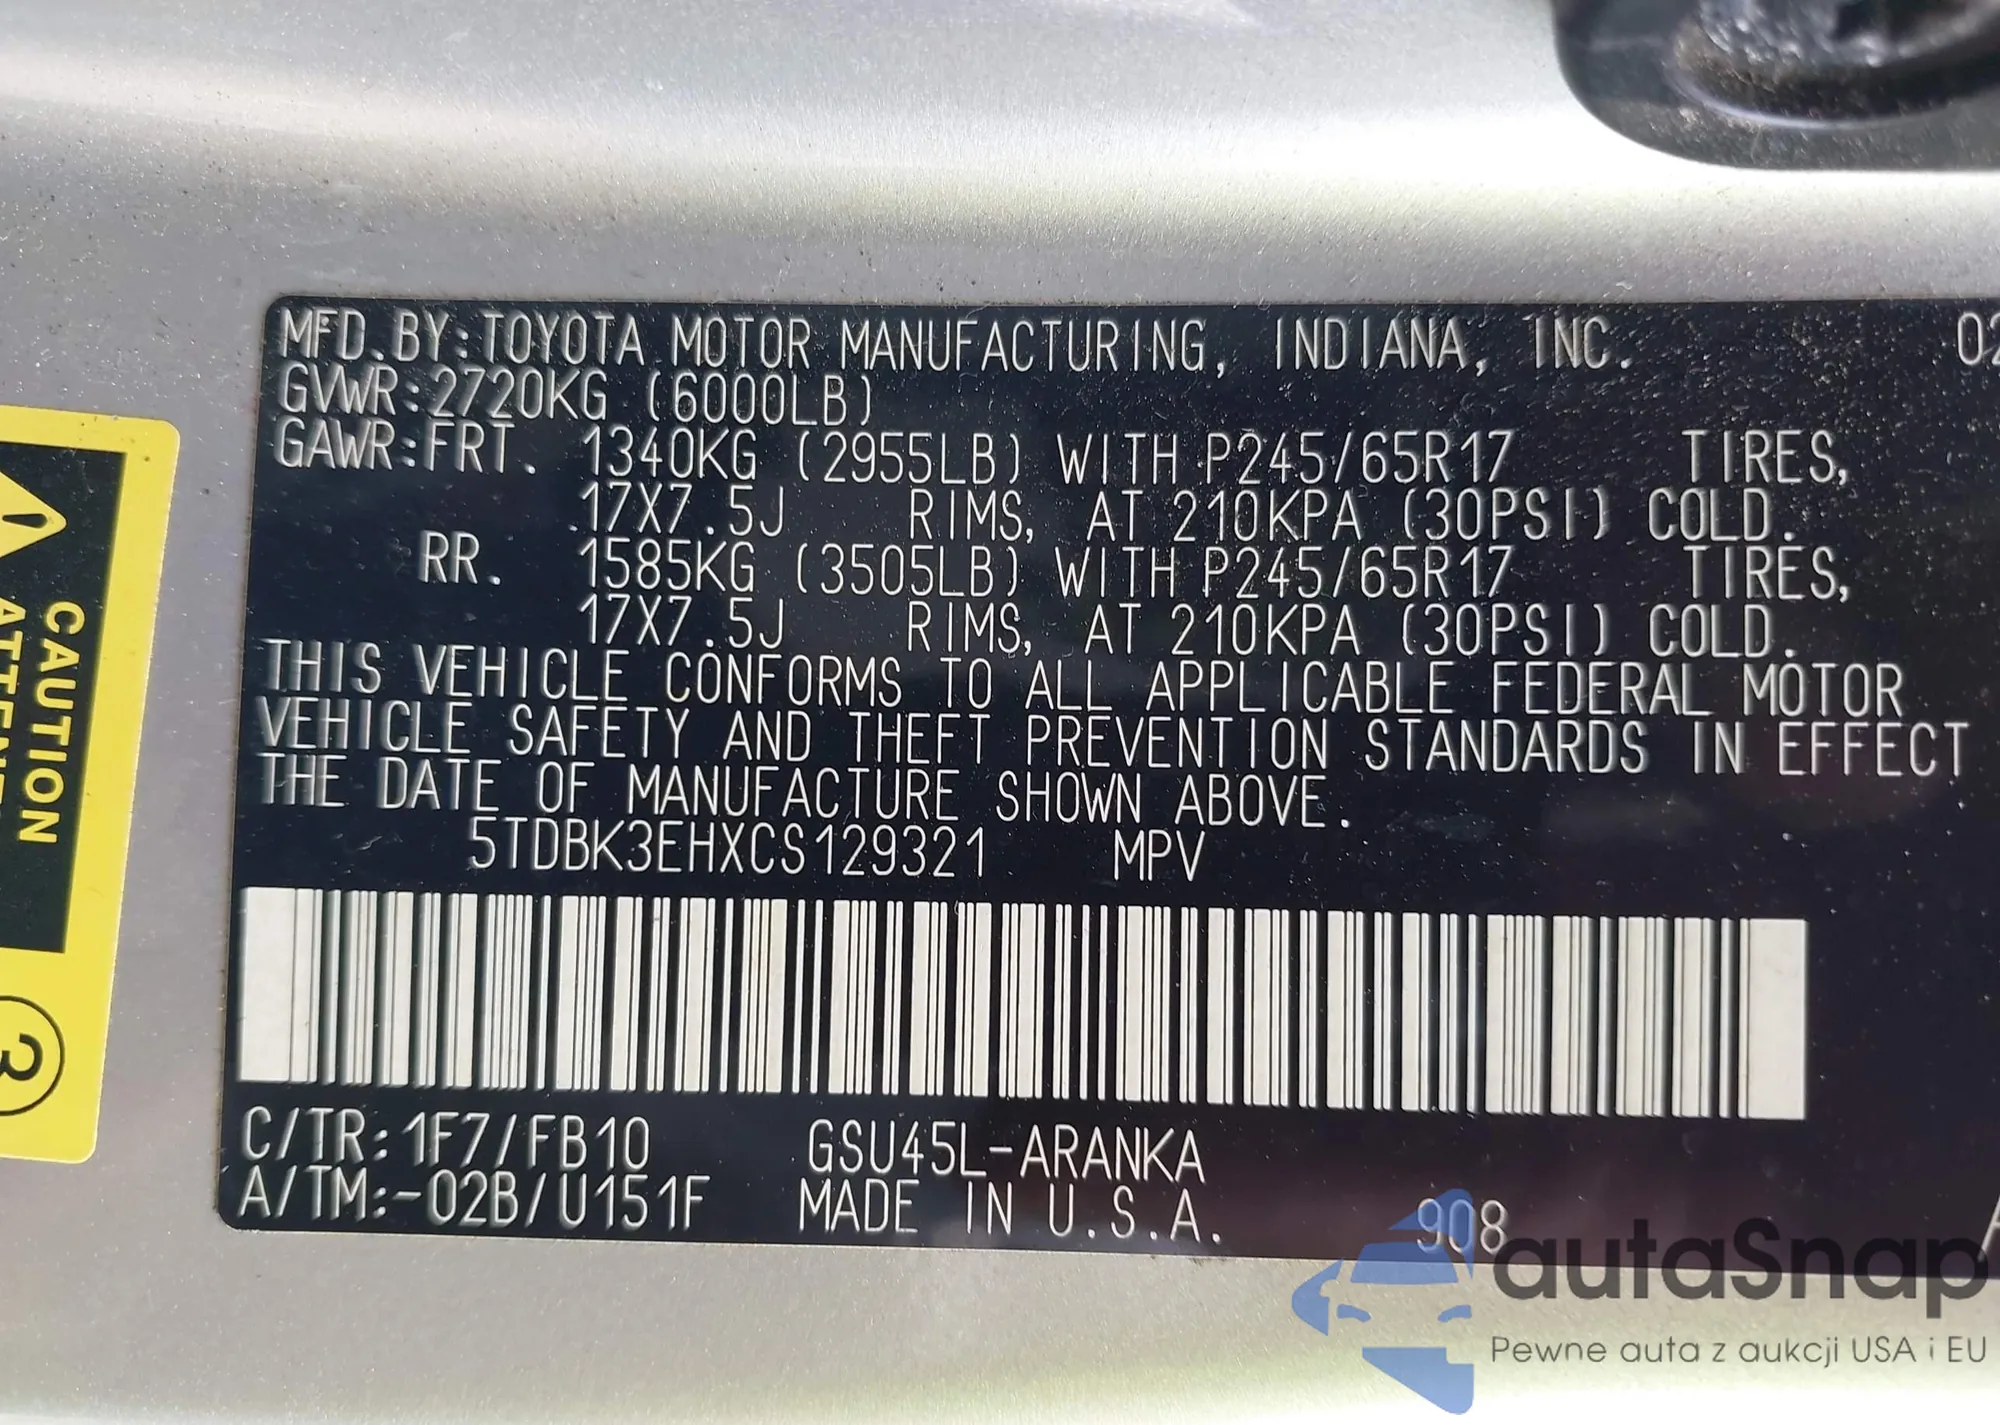 MFD.BY:TOYOTA MOTOR MANUFACTURING, INDIANA, INC. 02
GVWR:2720KG (6000LB)
GAWR:FRT. 1340KG (2955LB) WITH P245/65R17 TIRES,
17X7.5J RIMS, AT 210KPA (30PSI) COLD.
RR. 1585KG (3505LB) WITH P245/65R17 TIRES,
17X7.5J RIMS, AT 210KPA (30PSI) COLD.
THIS VEHICLE CONFORMS TO ALL APPLICABLE FEDERAL MOTOR
VEHICLE SAFETY AND THEFT PREVENTION STANDARDS IN EFFECT
THE DATE OF MANUFACTURE SHOWN ABOVE.
5TDBK3EHXCS129321 MPV
C/TR:1F7/FB10 GSU45L-ARANKA
A/TM:-02B/U151F MADE IN U.S.A. 908
CAUTION
3
autaSnap
Pewne auta z aukcji USA i EU